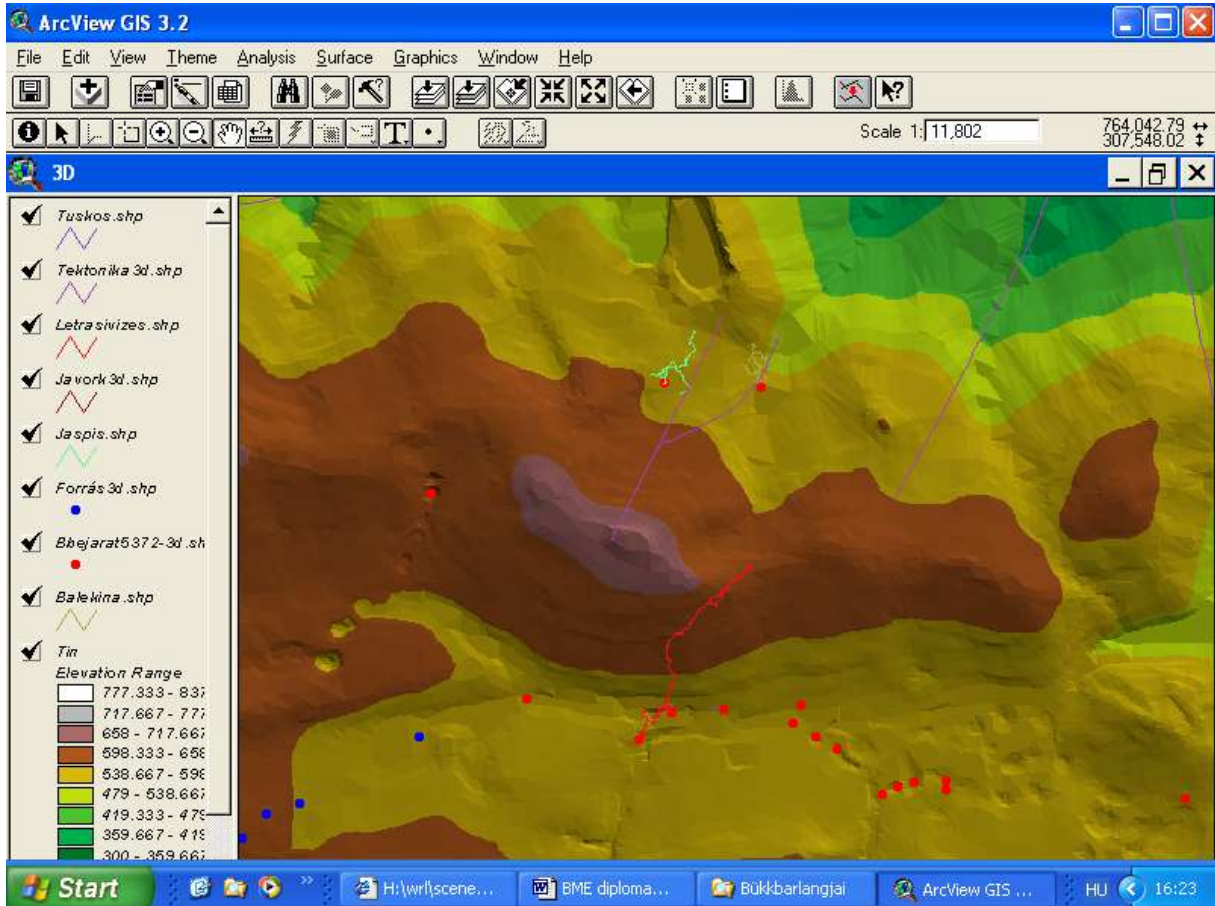 ArcView GIS 3.2
File Edit View Theme Analysis Surface Graphics Window Help
Scale 1: 11,802
764,042.79
307,548.02
3D
Tuskos.shp
Tektonika 3d.shp
Letrasivizes.shp
Javork 3d.shp
Jaspis.shp
Forrás 3d.shp
Bbejarat5372-3d.sh
Balekina.shp
Tin
Elevation Range
777.333 - 837
717.667 - 777
658 - 717.667
598.333 - 658
538.667 - 598
479 - 538.667
419.333 - 479
359.667 - 419
300 - 359.667
Start
H:\wrl\scene...
BME diploma...
Bükkbarlangjai
ArcView GIS ...
HU
16:23